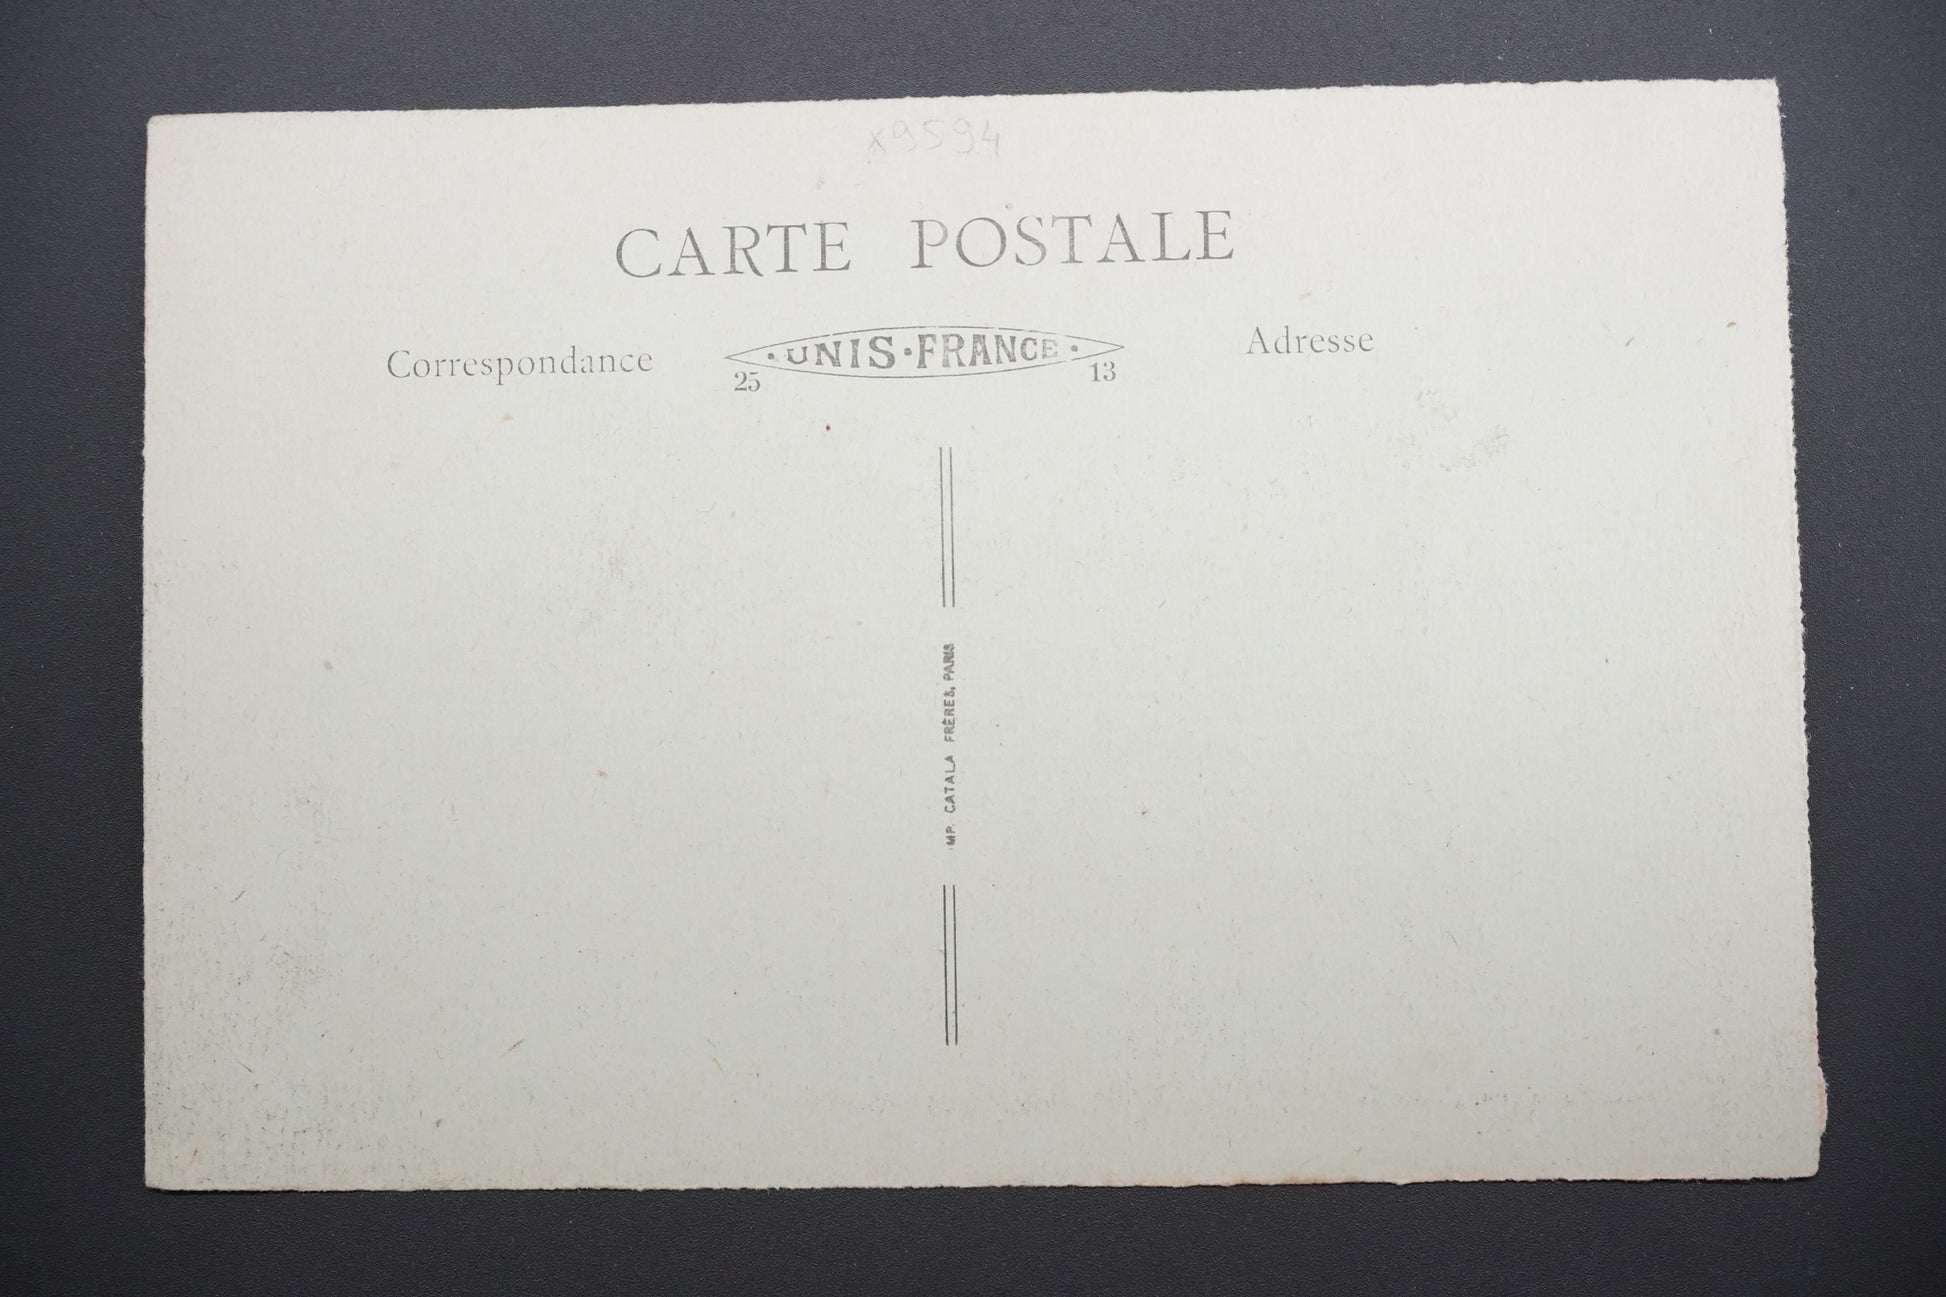 x9594
CARTE POSTALE
Correspondance
UNIS·FRANCE
25 13
Adresse
IMP. CATALA FRÈRES, PARIS